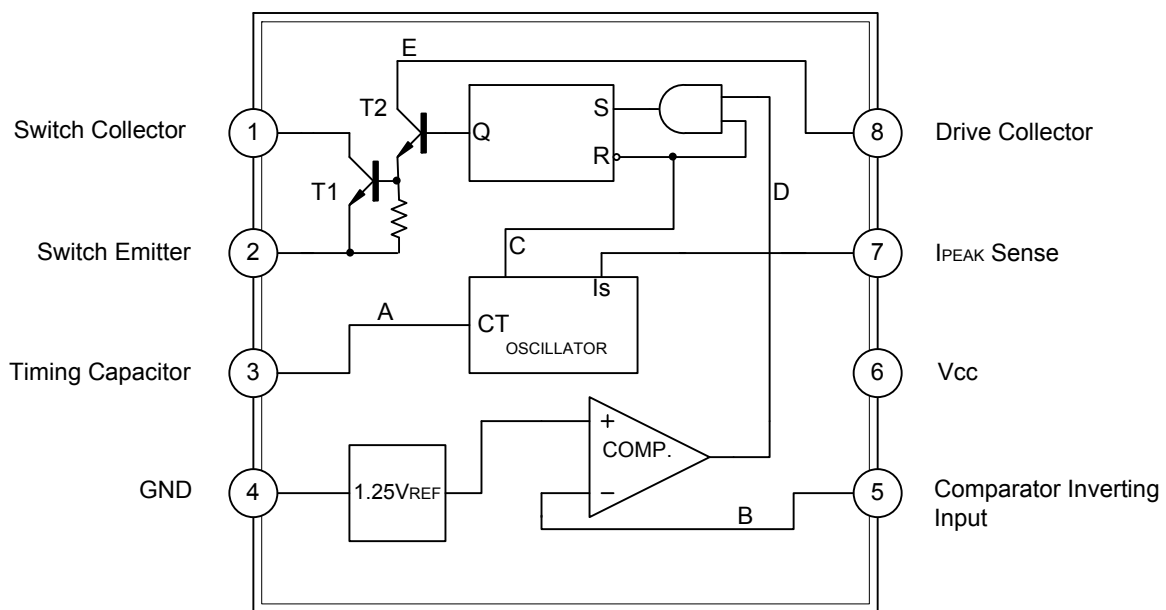 E
T2
S
Switch Collector
1
Q
8
Drive Collector
R
T1
D
Switch Emitter
2
C
7
IPEAK Sense
Is
A
CT
OSCILLATOR
Timing Capacitor
3
6
Vcc
+
COMP.
GND
4
1.25VREF
−
5
Comparator Inverting
Input
B